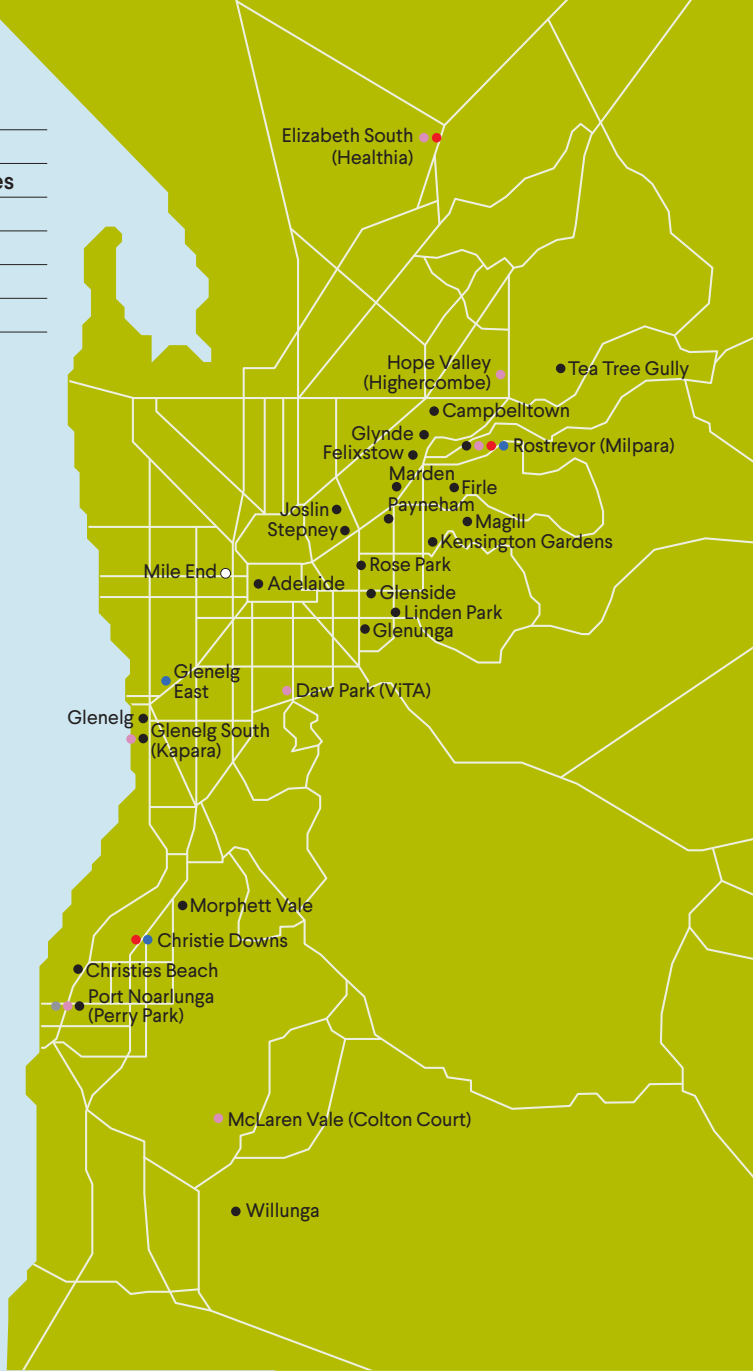 Elizabeth South
(Healthia)
es
Hope Valley
(Highercombe)
Tea Tree Gully
Campbelltown
Glynde
Rostrevor (Milpara)
Felixstow
Marden
Firle
Payneham
Joslin
Magill
Stepney
Kensington Gardens
Rose Park
Mile End
Adelaide
Glenside
Linden Park
Glenunga
Glenelg
East
Daw Park (ViTA)
Glenelg
Glenelg South
(Kapara)
Morphett Vale
Christie Downs
Christies Beach
Port Noarlunga
(Perry Park)
McLaren Vale (Colton Court)
Willunga